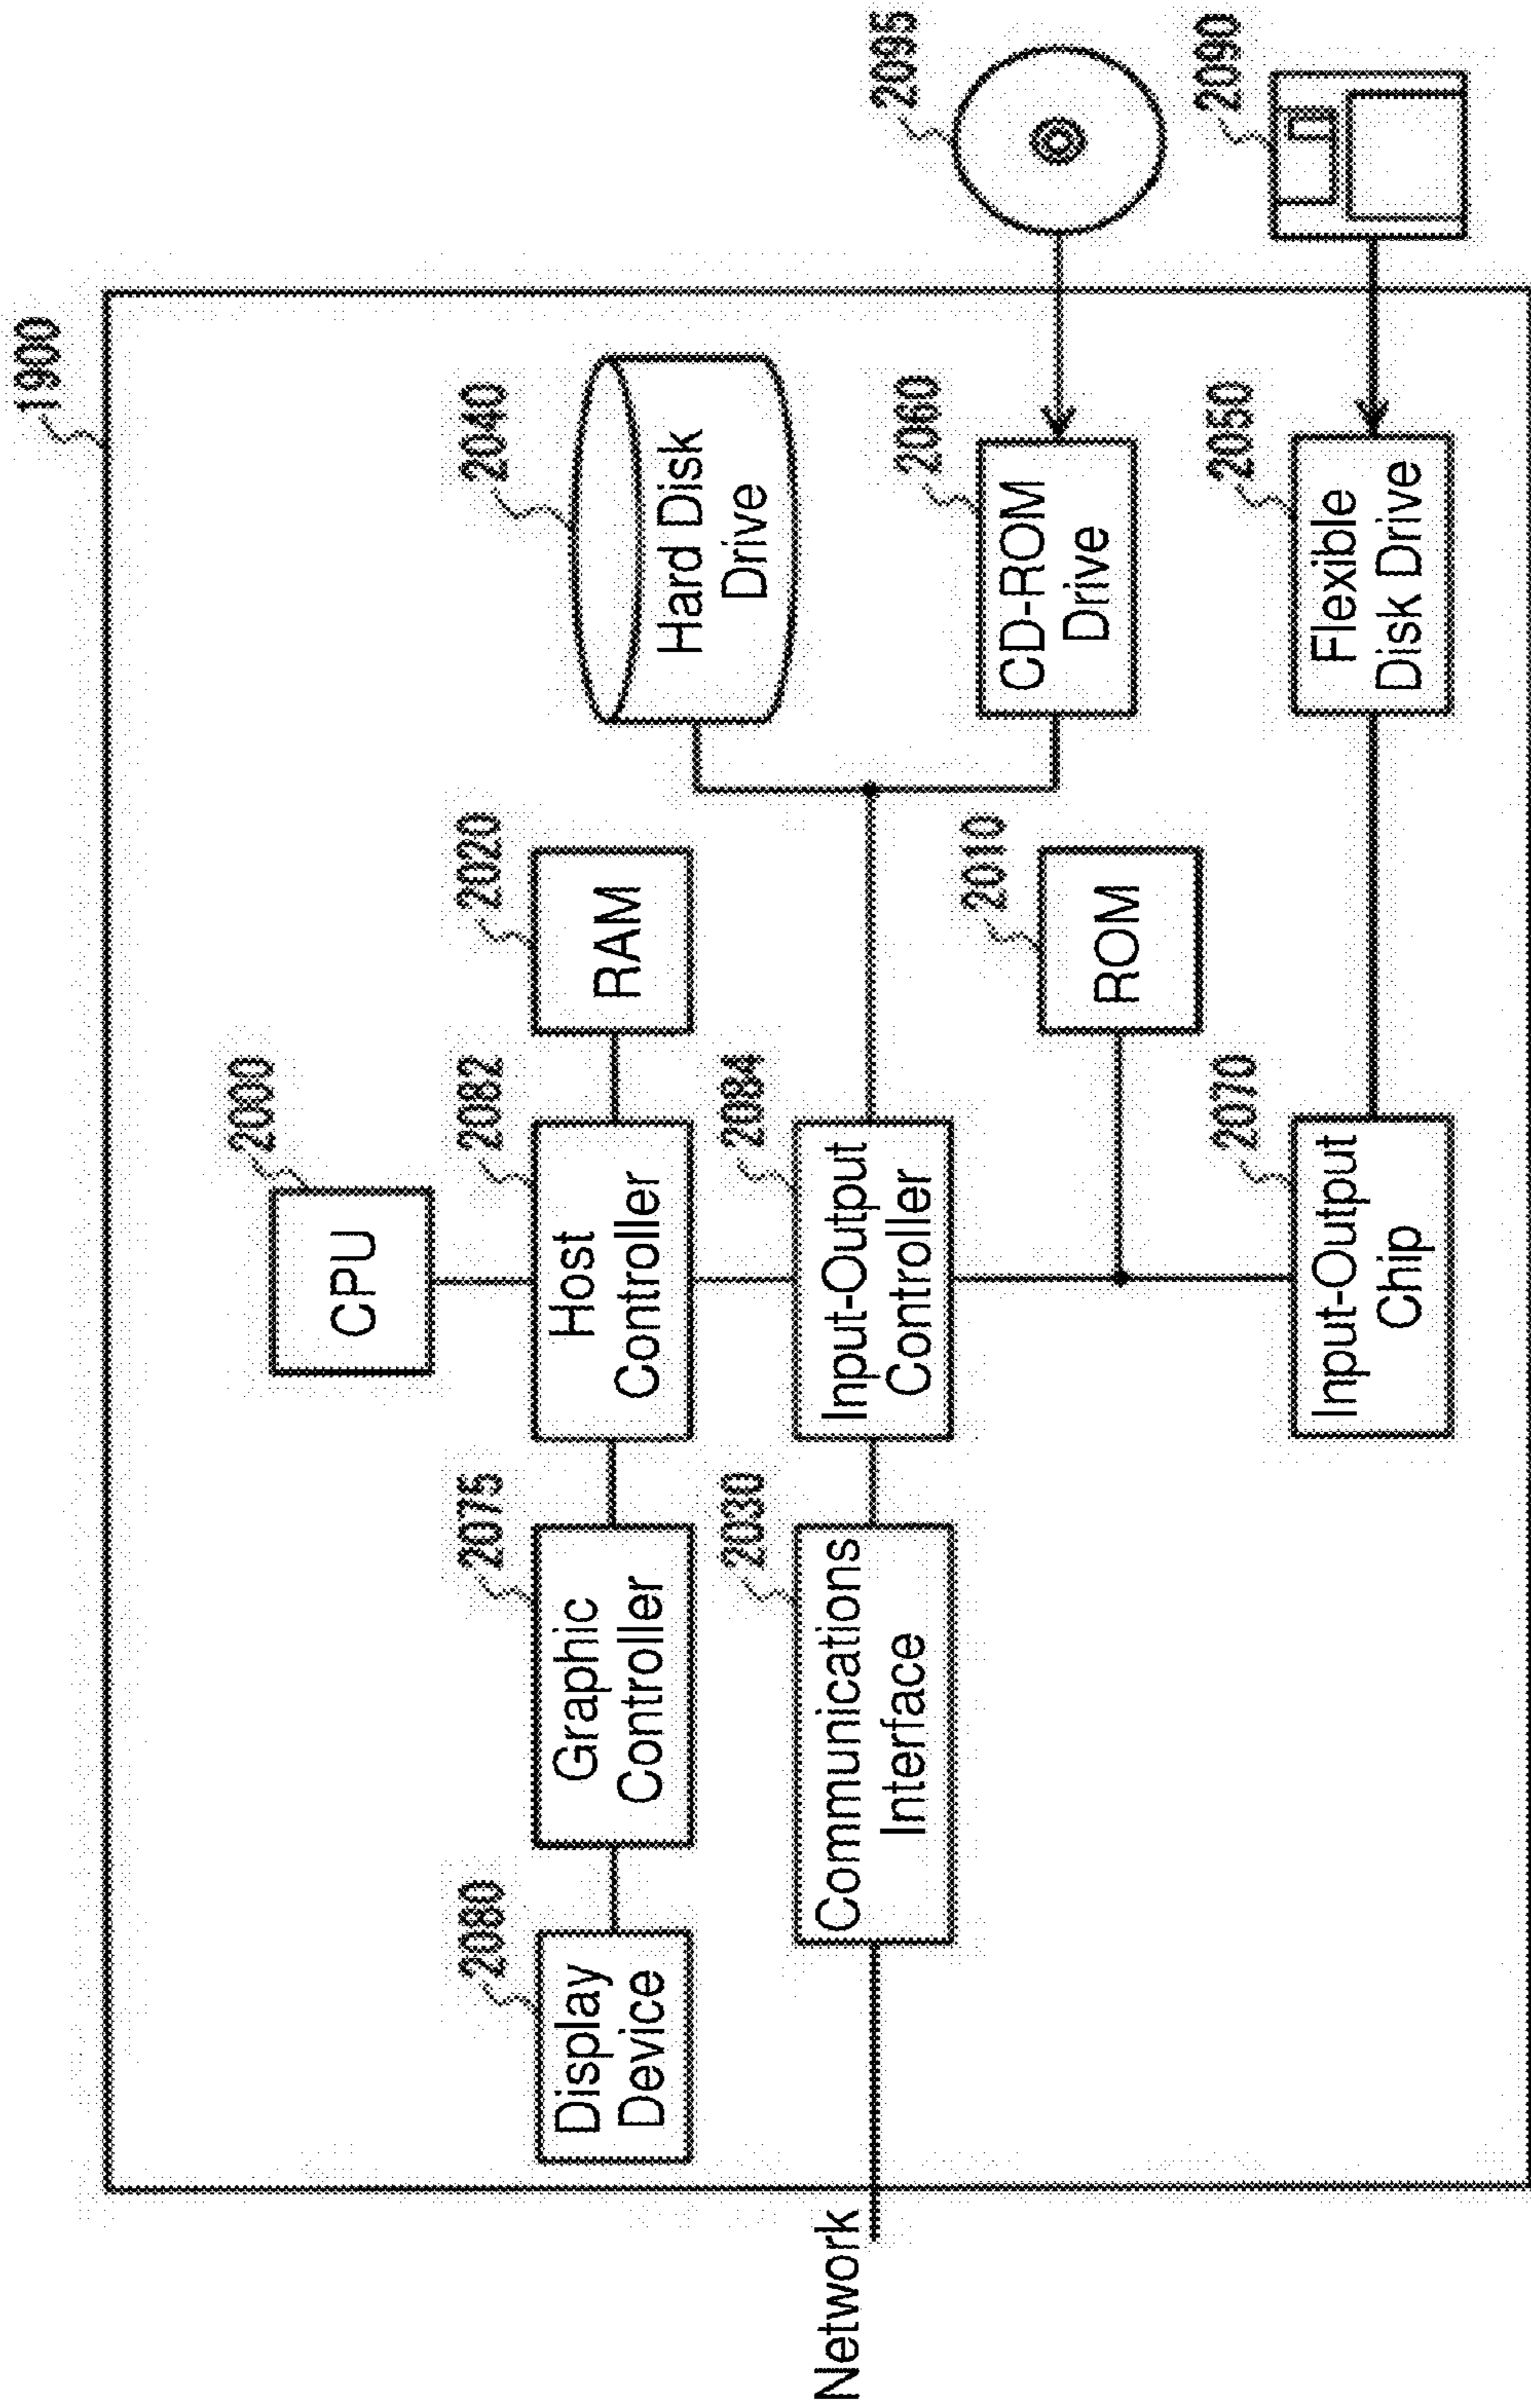 1900
2000
CPU
2080
2075
2082
2020
2040
Display
Device
Graphic
Controller
Host
Controller
RAM
Hard Disk
Drive
2030
2084
2095
Network
Communications
Interface
Input-Output
Controller
2010
2060
ROM
CD-ROM
Drive
2070
2050
2090
Input-Output
Chip
Flexible
Disk Drive